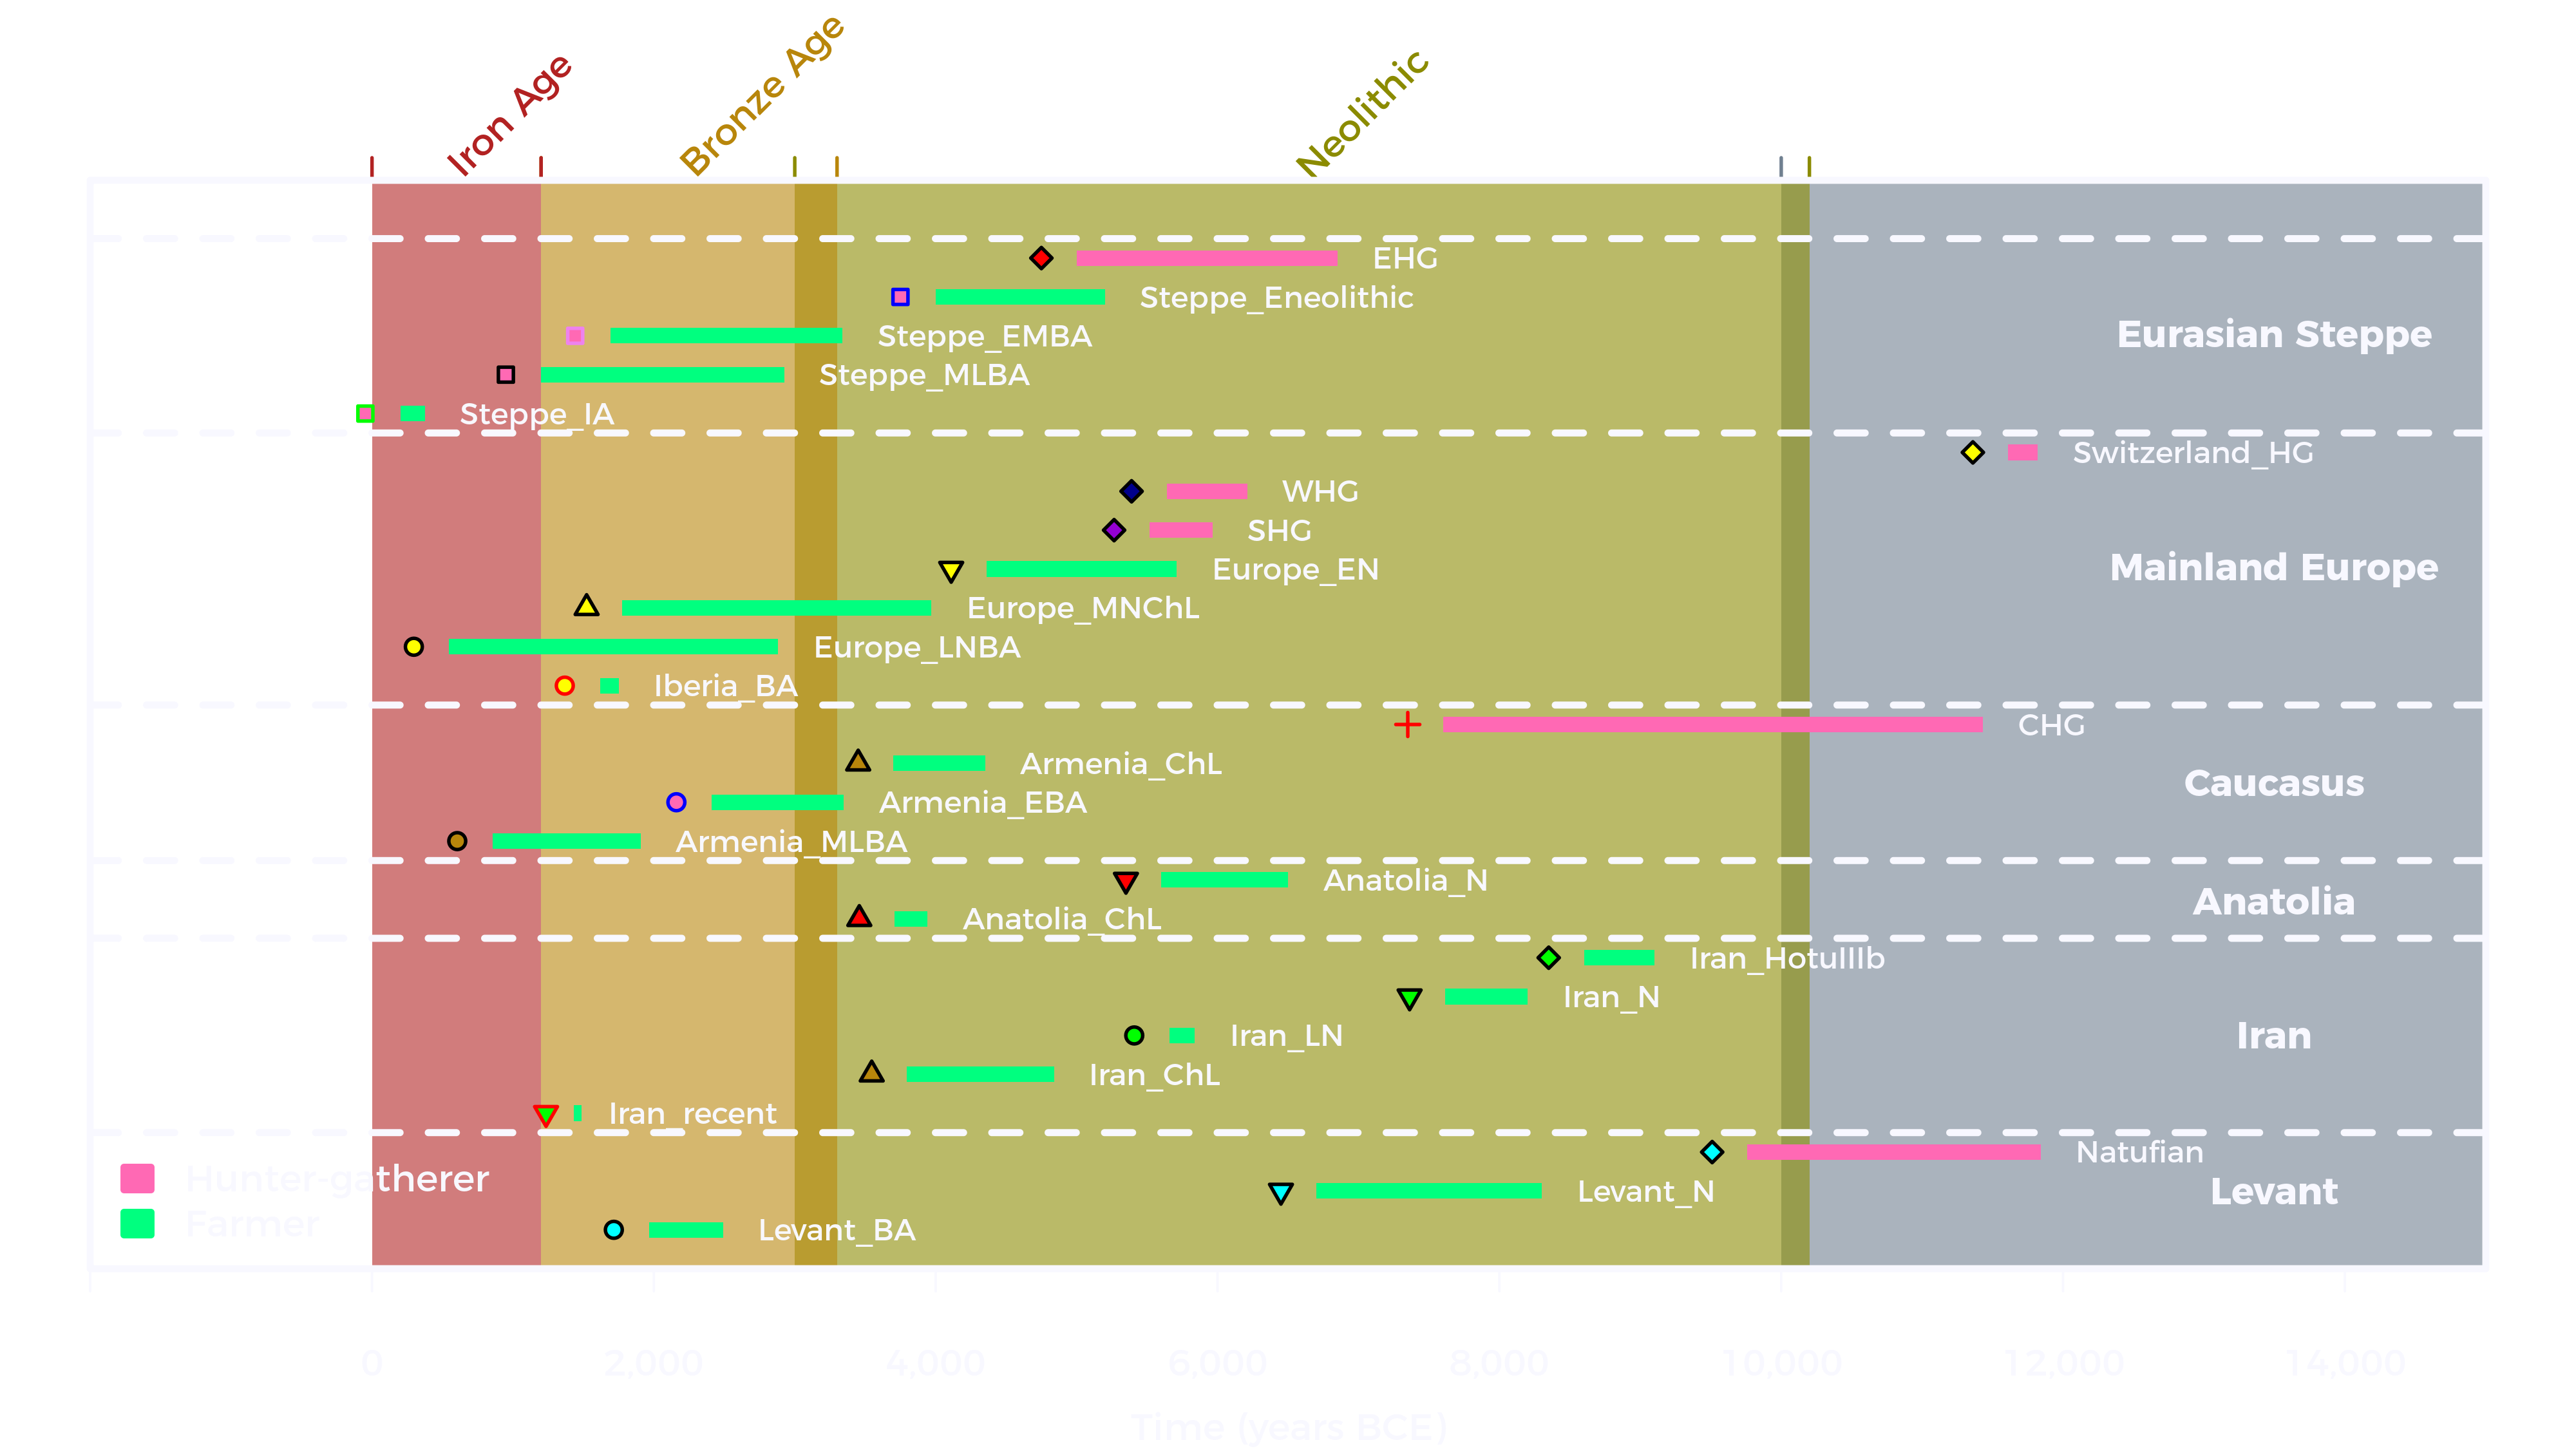 Iron Age
Bronze Age
Neolithic
EHG
Steppe_Eneolithic
Steppe_EMBA
Eurasian Steppe
Steppe_MLBA
Steppe_IA
Switzerland_HG
WHG
SHG
Mainland Europe
Europe_EN
Europe_MNChL
Europe_LNBA
Iberia_BA
CHG
Armenia_ChL
Caucasus
Armenia_EBA
Armenia_MLBA
Anatolia_N
Anatolia
Anatolia_ChL
Iran_HotuIIIb
Iran_N
Iran_LN
Iran
Iran_ChL
Iran_recent
Natufian
Hunter-gatherer
Levant_N
Levant
Farmer
Levant_BA
0 2,000 4,000 6,000 8,000 10,000 12,000 14,000
Time (years BCE)